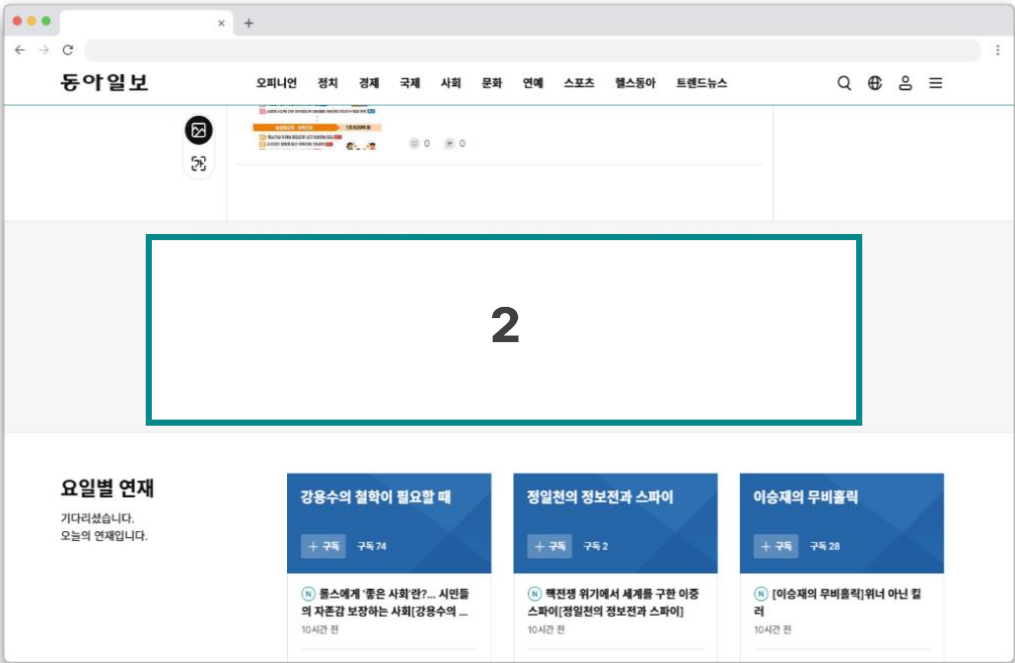 동아일보
오피니언 정치 경제 국제 사회 문화 연예 스포츠 헬스동아 트렌드뉴스
0 0
2
요일별 연재
기다리셨습니다.
오늘의 연재입니다.
강용수의 철학이 필요할 때
+ 구독 구독 74
N 롤스에게 '좋은 사회'란?... 시민들
의 자존감 보장하는 사회[강용수의 ...
10시간 전
정일천의 정보전과 스파이
+ 구독 구독 2
N 핵전쟁 위기에서 세계를 구한 이중
스파이[정일천의 정보전과 스파이]
10시간 전
이승재의 무비홀릭
+ 구독 구독 28
N [이승재의 무비홀릭]위너 아닌 킬
러
10시간 전